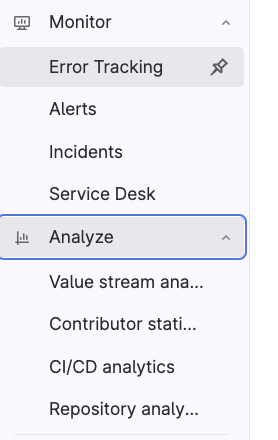 Monitor
Error Tracking
Alerts
Incidents
Service Desk
Analyze
Value stream ana...
Contributor stati...
CI/CD analytics
Repository analy...